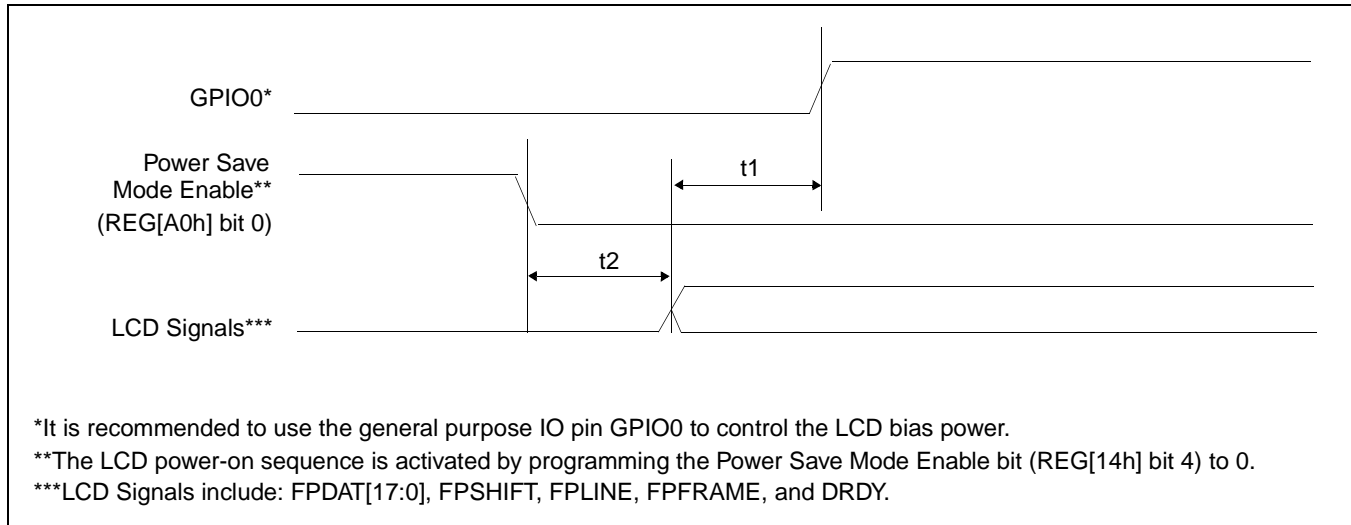 GPIO0*
Power Save
Mode Enable**
(REG[A0h] bit 0)
t1
t2
LCD Signals***
*It is recommended to use the general purpose IO pin GPIO0 to control the LCD bias power.
**The LCD power-on sequence is activated by programming the Power Save Mode Enable bit (REG[14h] bit 4) to 0.
***LCD Signals include: FPDAT[17:0], FPSHIFT, FPLINE, FPFRAME, and DRDY.